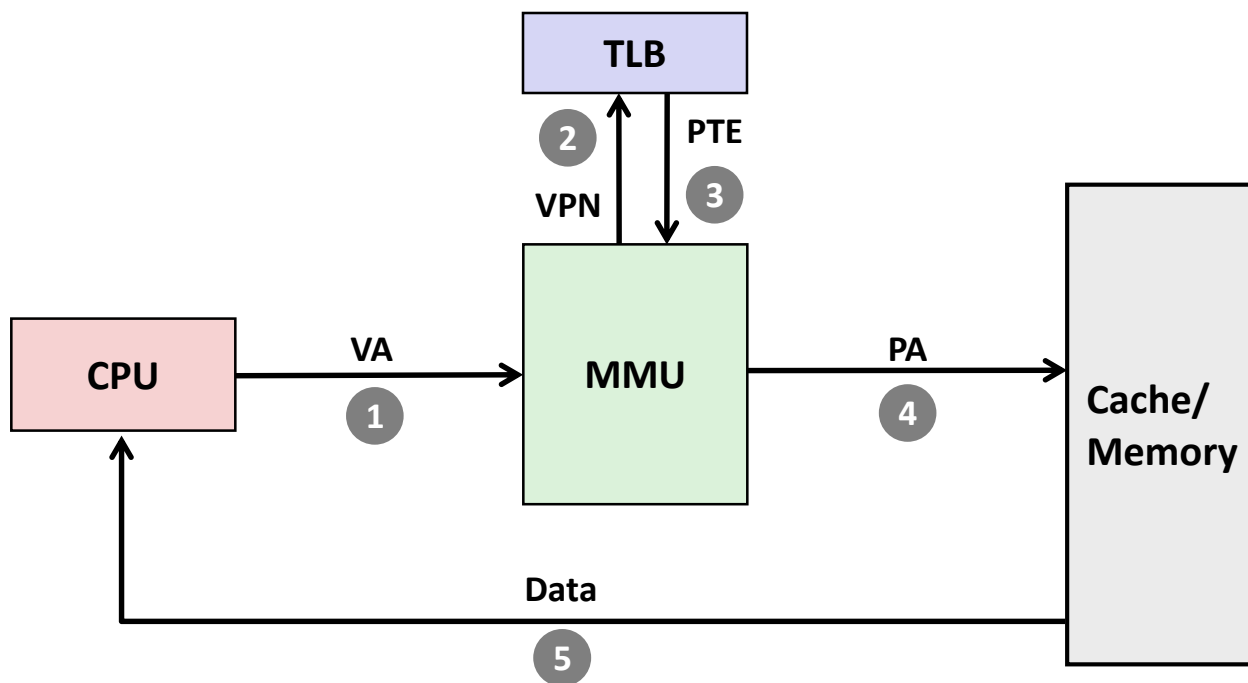 TLB
2
PTE
VPN
3
CPU
VA
1
MMU
PA
4
Cache/
Memory
Data
5